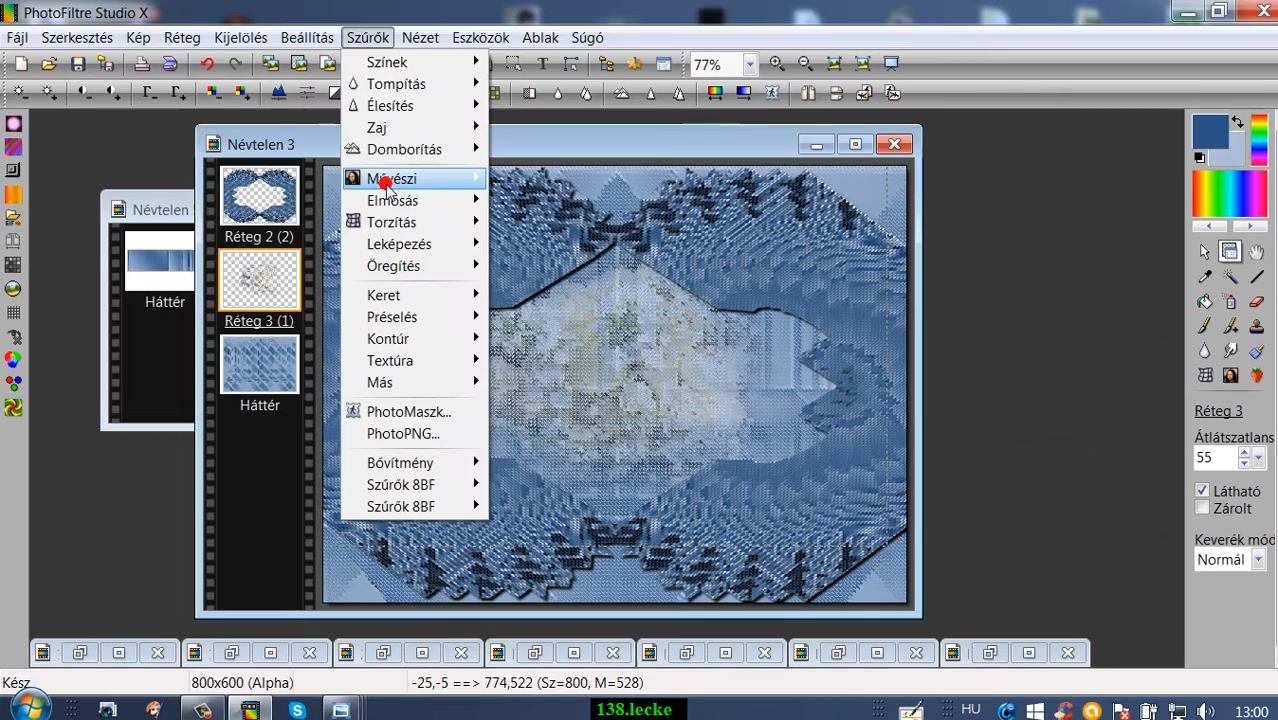 PhotoFiltre Studio X
Fájl Szerkesztés Kép Réteg Kijelölés Beállítás Szűrők Nézet Eszközök Ablak Súgó
77%
Színek
Tompítás
Élesítés
Zaj
Domborítás
Művészi
Elmosás
Torzítás
Leképezés
Öregítés
Keret
Préselés
Kontúr
Textúra
Más
PhotoMaszk...
PhotoPNG...
Bővítmény
Szűrők 8BF
Szűrők 8BF
Névtelen
Háttér
Névtelen 3
Réteg 2 (2)
Réteg 3 (1)
Háttér
Réteg 3
Átlátszatlans
55
Látható
Zárolt
Keverék mód
Normál
Kész
800x600 (Alpha)
-25,-5 ==> 774,522 (Sz=800, M=528)
138.lecke
HU
13:00